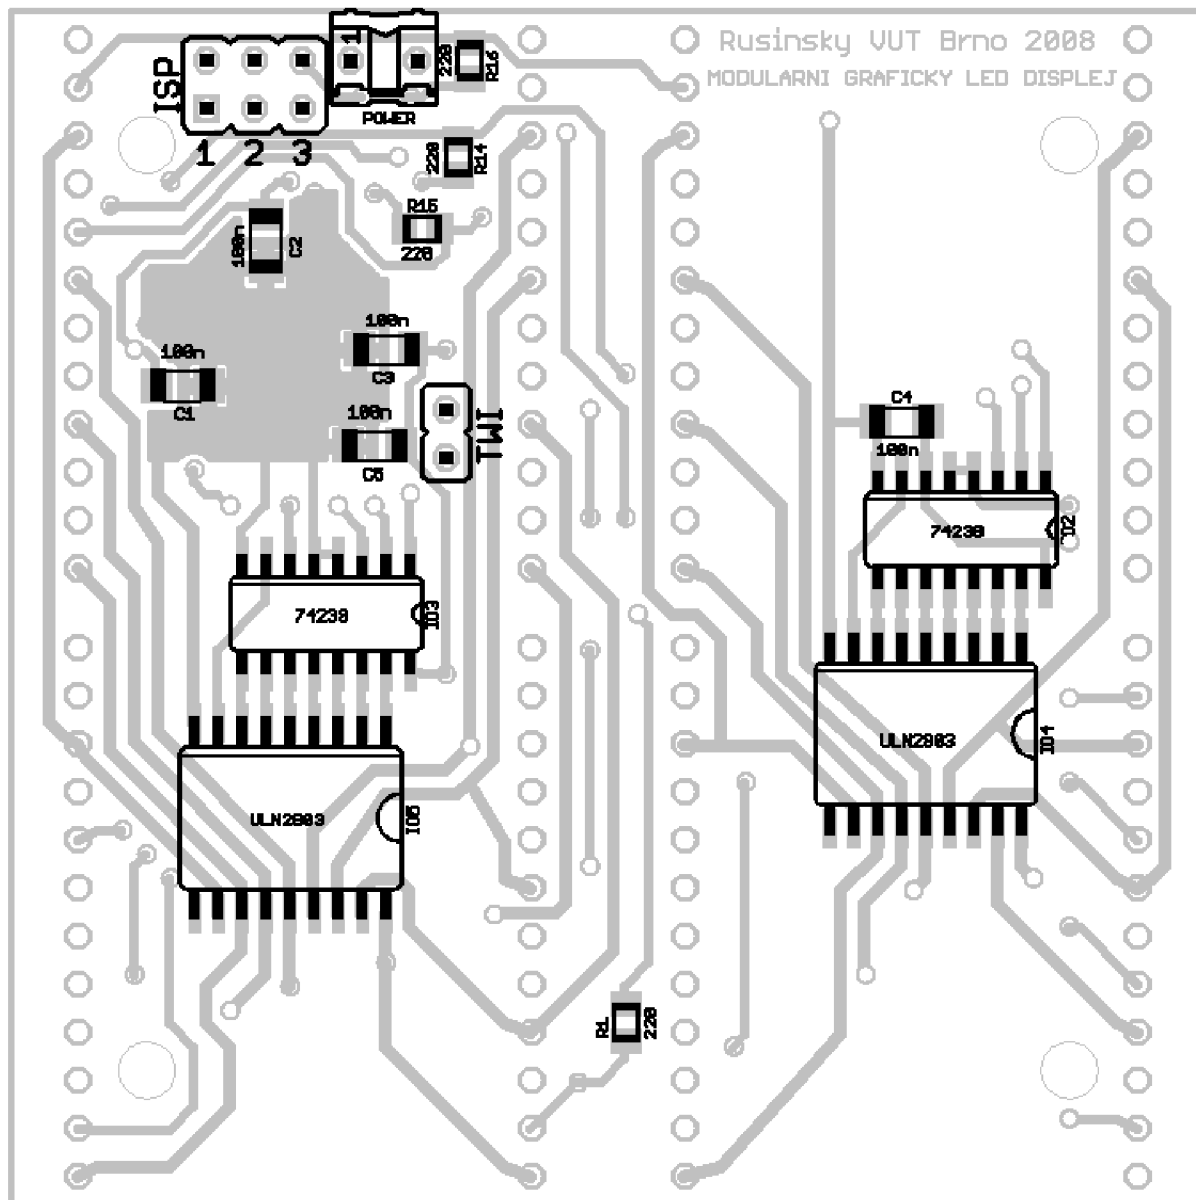 Rusinsky VUT Brno 2008
MODULARNI GRAFICKY LED DISPLEJ
ISP
1
220
R16
POWER
1 2 3
220
R14
R15
220
100n
C2
100n
C3
100n
C1
100n
C5
TWI
C4
100n
74238
IO2
74238
IO3
ULN2803
IO4
ULN2803
IO5
R1
220